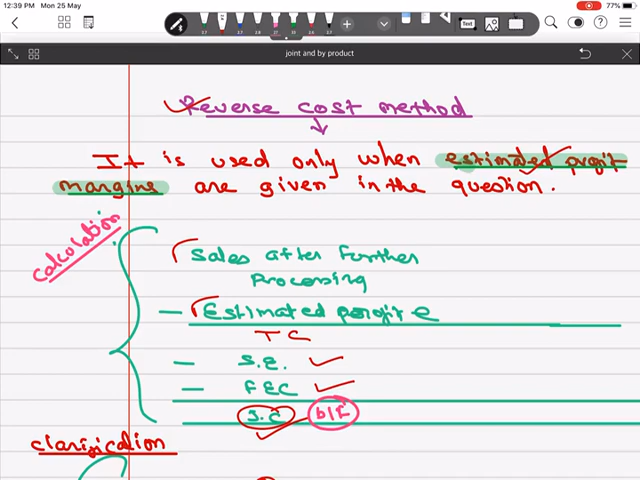 12:39 PM Mon 25 May
77%
Text
joint and by product
Reverse cost method
It is used only when estimated profit
margins are given in the question.
Calculation
Sales after further
Processing
— Estimated profit
TC
— S.E.
— FEC
S.C b/f
clarification